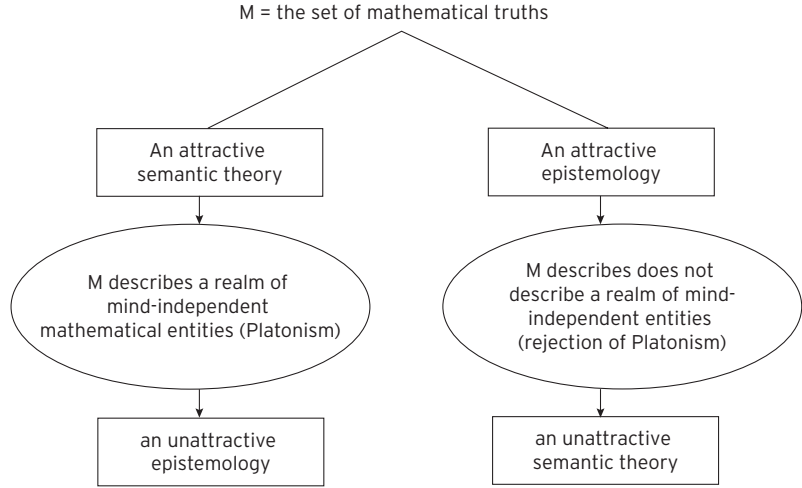 M = the set of mathematical truths
An attractive
semantic theory
An attractive
epistemology
M describes a realm of
mind-independent
mathematical entities (Platonism)
M describes does not
describe a realm of mind-
independent entities
(rejection of Platonism)
an unattractive
epistemology
an unattractive
semantic theory